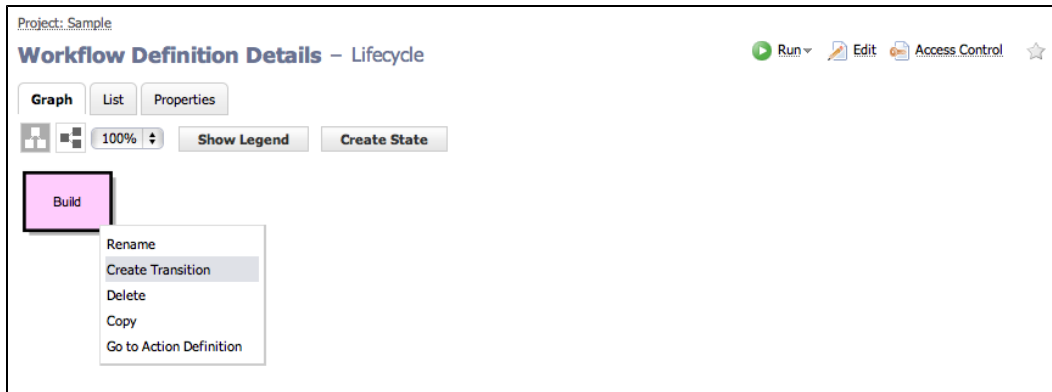 Project: Sample
Workflow Definition Details – Lifecycle
Run Edit Access Control
Graph List Properties
100% Show Legend Create State
Build
Rename
Create Transition
Delete
Copy
Go to Action Definition